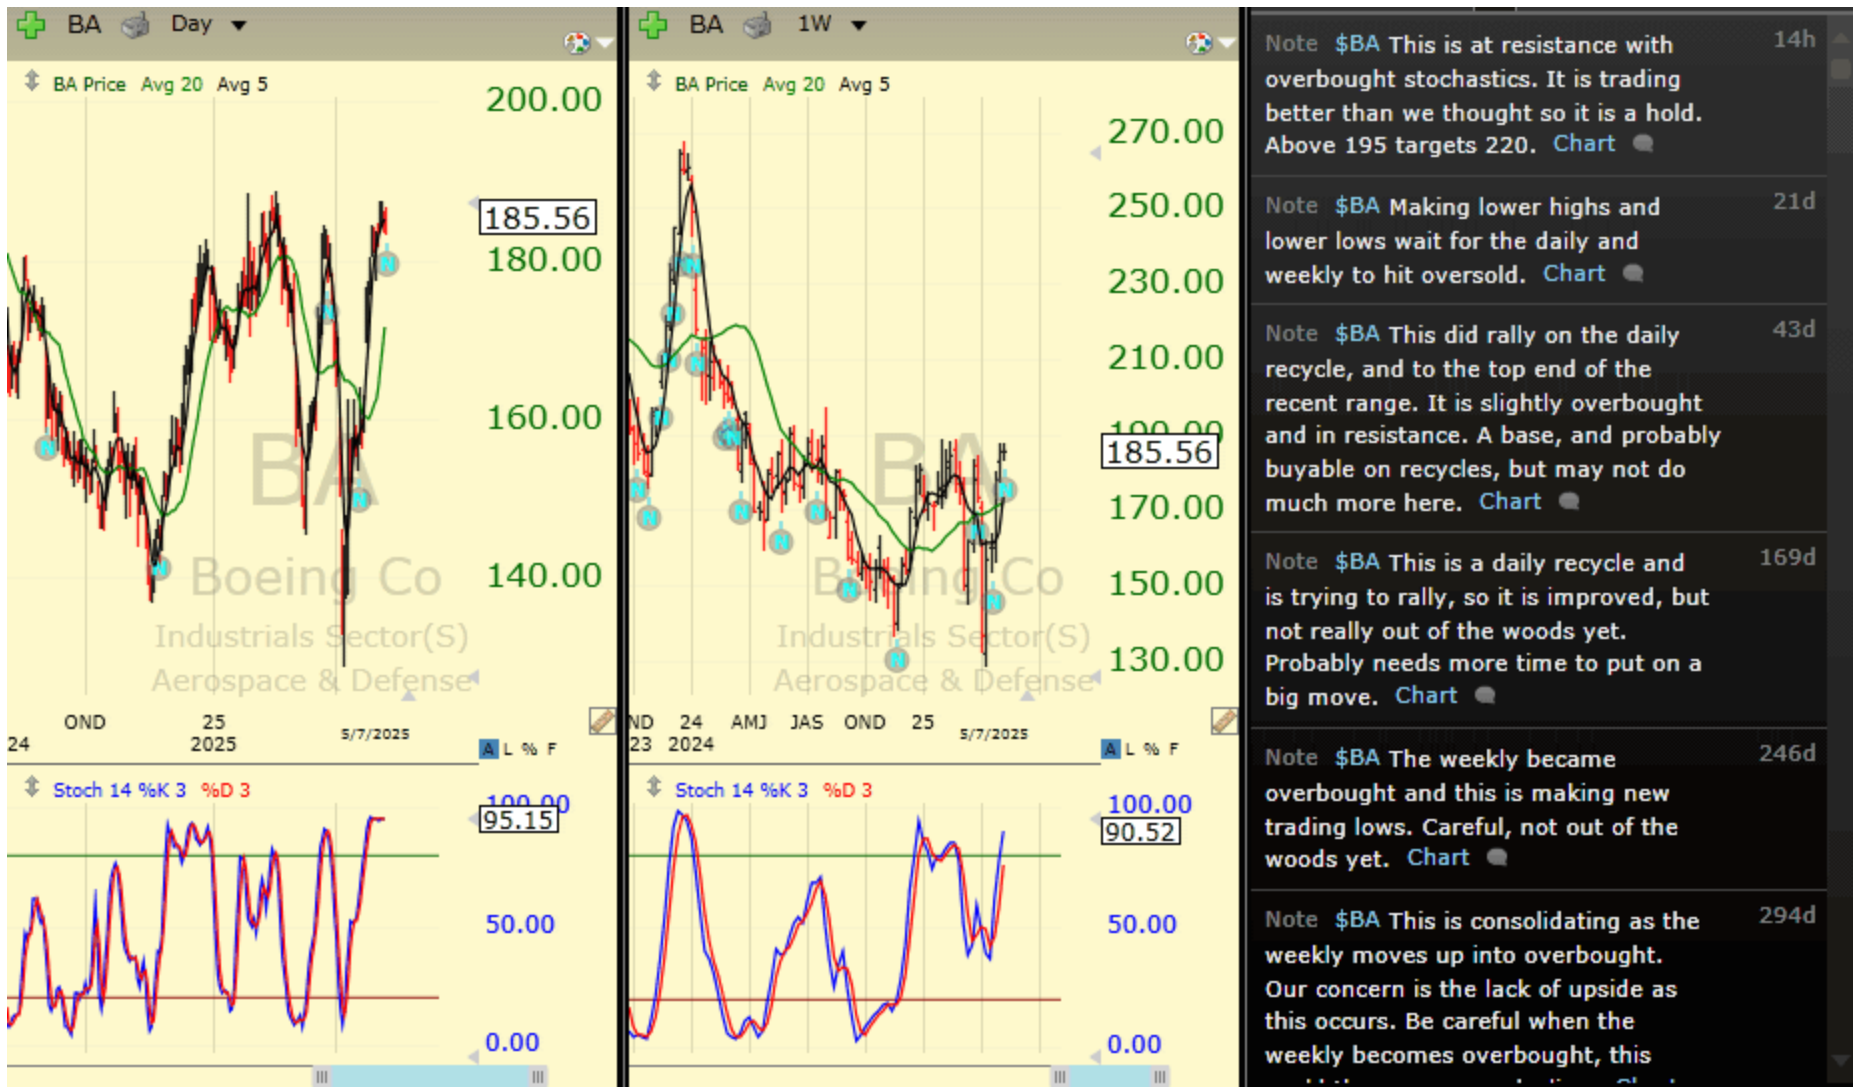 BA Day
BA Price Avg 20 Avg 5
200.00
185.56
180.00
160.00
140.00
BA
Boeing Co
Industrials Sector(S)
Aerospace & Defense
OND 25 5/7/2025
24 2025
A L % F
Stoch 14 %K 3 %D 3
100.00
95.15
50.00
0.00
BA 1W
BA Price Avg 20 Avg 5
270.00
250.00
230.00
210.00
190.00
185.56
170.00
150.00
130.00
BA
Boeing Co
Industrials Sector(S)
Aerospace & Defense
ND 24 AMJ JAS OND 25 5/7/2025
23 2024
A L % F
Stoch 14 %K 3 %D 3
100.00
90.52
50.00
0.00
Note $BA This is at resistance with 14h
overbought stochastics. It is trading
better than we thought so it is a hold.
Above 195 targets 220. Chart
Note $BA Making lower highs and 21d
lower lows wait for the daily and
weekly to hit oversold. Chart
Note $BA This did rally on the daily 43d
recycle, and to the top end of the
recent range. It is slightly overbought
and in resistance. A base, and probably
buyable on recycles, but may not do
much more here. Chart
Note $BA This is a daily recycle and 169d
is trying to rally, so it is improved, but
not really out of the woods yet.
Probably needs more time to put on a
big move. Chart
Note $BA The weekly became 246d
overbought and this is making new
trading lows. Careful, not out of the
woods yet. Chart
Note $BA This is consolidating as the 294d
weekly moves up into overbought.
Our concern is the lack of upside as
this occurs. Be careful when the
weekly becomes overbought, this